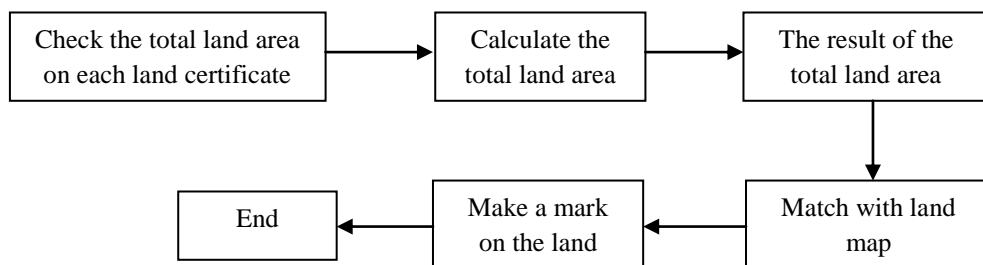 Check the total land area
on each land certificate
Calculate the
total land area
The result of the
total land area
Match with land
map
Make a mark
on the land
End